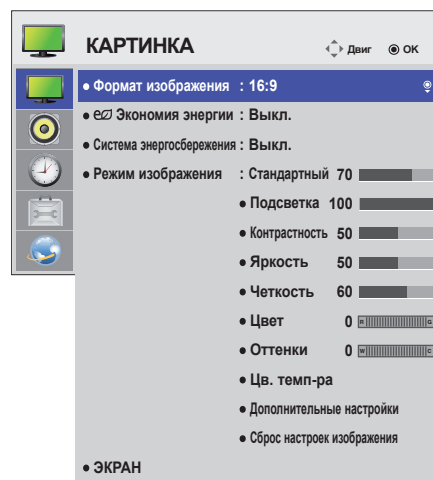 КАРТИНКА Двиг ОК
• Формат изображения : 16:9
• Экономия энергии : Выкл.
• Система энергосбережения : Выкл.
• Режим изображения : Стандартный 70
• Подсветка 100
• Контрастность 50
• Яркость 50
• Четкость 60
• Цвет 0 R G
• Оттенки 0 W C
• Цв. темп-ра
• Дополнительные настройки
• Сброс настроек изображения
• ЭКРАН